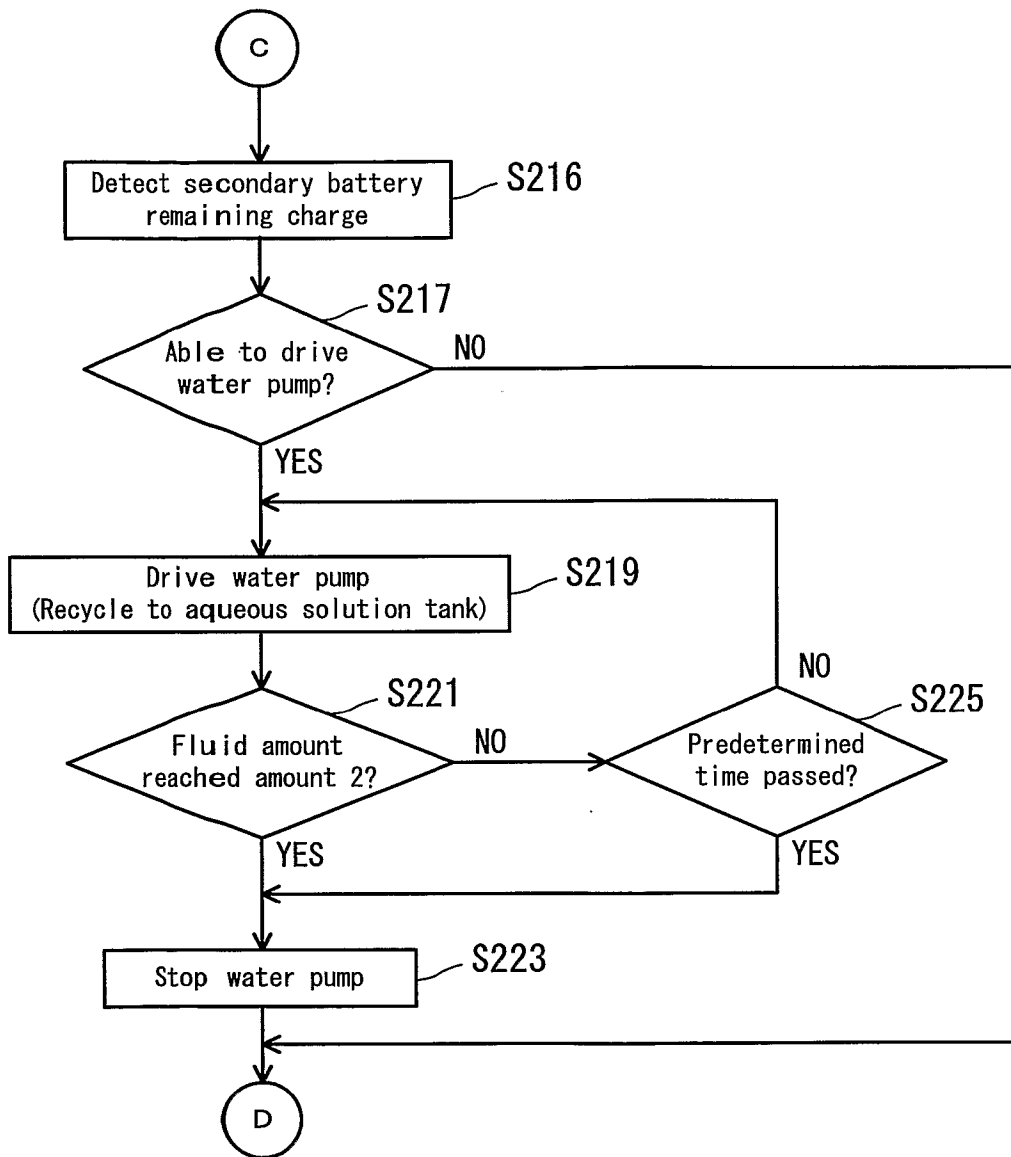 C
Detect secondary battery
remaining charge
S216
S217
Able to drive
water pump?
NO
YES
Drive water pump
(Recycle to aqueous solution tank)
S219
NO
S221
S225
Fluid amount
reached amount 2?
NO
Predetermined
time passed?
YES
YES
Stop water pump
S223
D